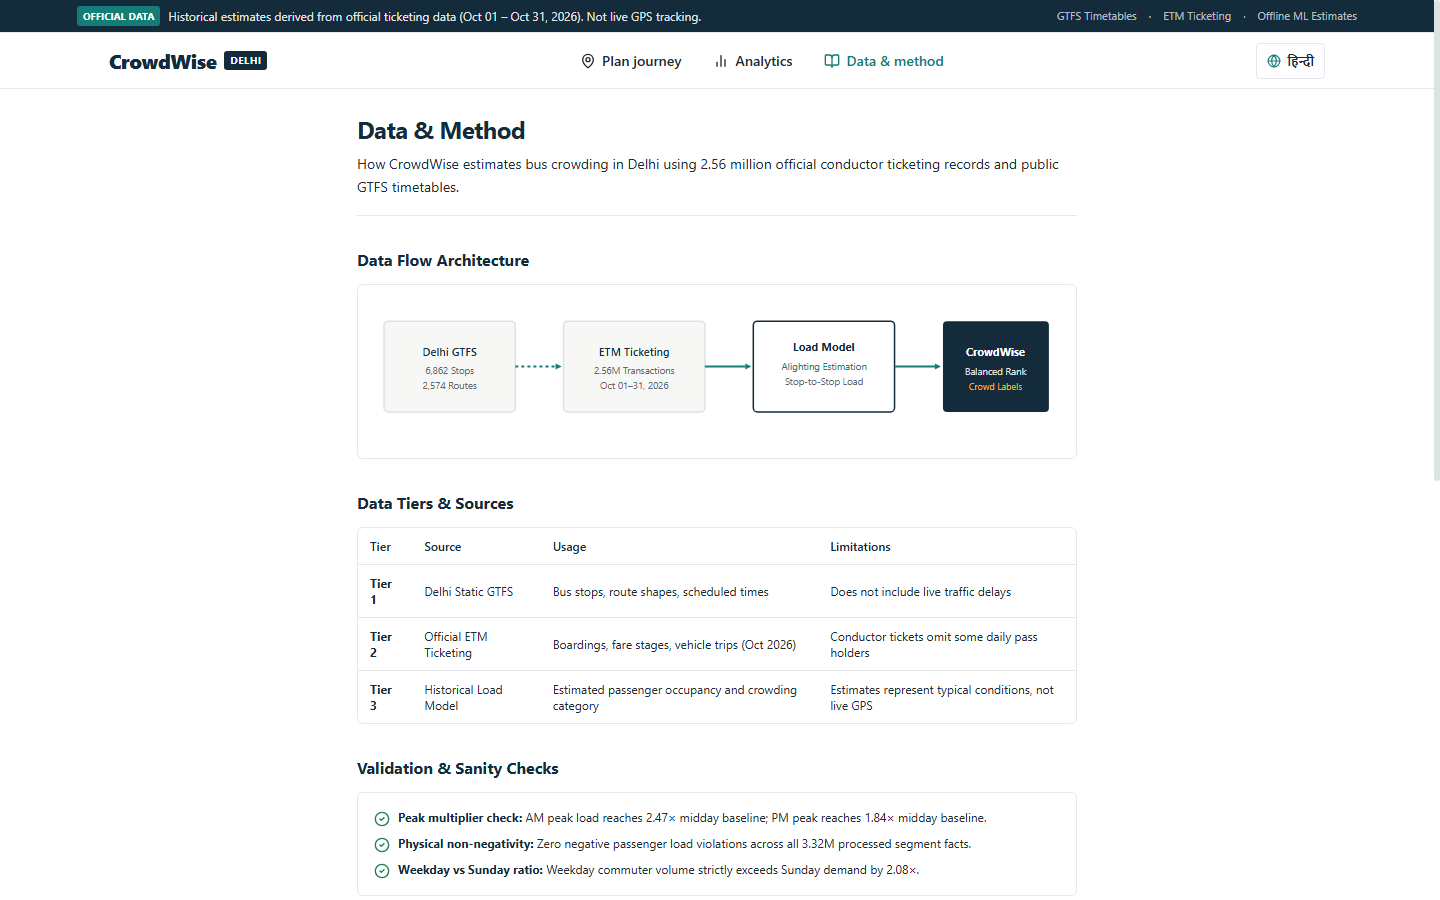 OFFICIAL DATA Historical estimates derived from official ticketing data (Oct 01 – Oct 31, 2026). Not live GPS tracking. GTFS Timetables · ETM Ticketing · Offline ML Estimates
CrowdWise DELHI Plan journey Analytics Data & method हिन्दी
Data & Method
How CrowdWise estimates bus crowding in Delhi using 2.56 million official conductor ticketing records and public
GTFS timetables.
Data Flow Architecture
Delhi GTFS
6,862 Stops
2,574 Routes
ETM Ticketing
2.56M Transactions
Oct 01–31, 2026
Load Model
Alighting Estimation
Stop-to-Stop Load
CrowdWise
Balanced Rank
Crowd Labels
Data Tiers & Sources
Tier Source Usage Limitations
Tier
1
Delhi Static GTFS
Bus stops, route shapes, scheduled times
Does not include live traffic delays
Tier
2
Official ETM
Ticketing
Boardings, fare stages, vehicle trips (Oct 2026)
Conductor tickets omit some daily pass
holders
Tier
3
Historical Load
Model
Estimated passenger occupancy and crowding
category
Estimates represent typical conditions, not
live GPS
Validation & Sanity Checks
Peak multiplier check: AM peak load reaches 2.47× midday baseline; PM peak reaches 1.84× midday baseline.
Physical non-negativity: Zero negative passenger load violations across all 3.32M processed segment facts.
Weekday vs Sunday ratio: Weekday commuter volume strictly exceeds Sunday demand by 2.08×.